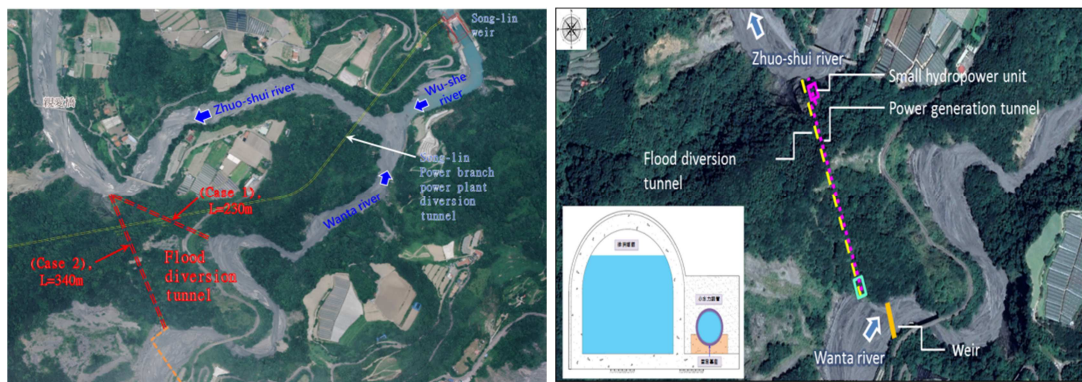 Song-lin
weir
Wu-she
river
Zhuo-shui river
Song-lin
Power branch
power plant
diversion
tunnel
Wanta river
(Case 1),
L=230m
(Case 2),
L=340m
Flood
diversion
tunnel
Zhuo-shui river
Small hydropower unit
Power generation tunnel
Flood diversion
tunnel
Wanta river
Weir